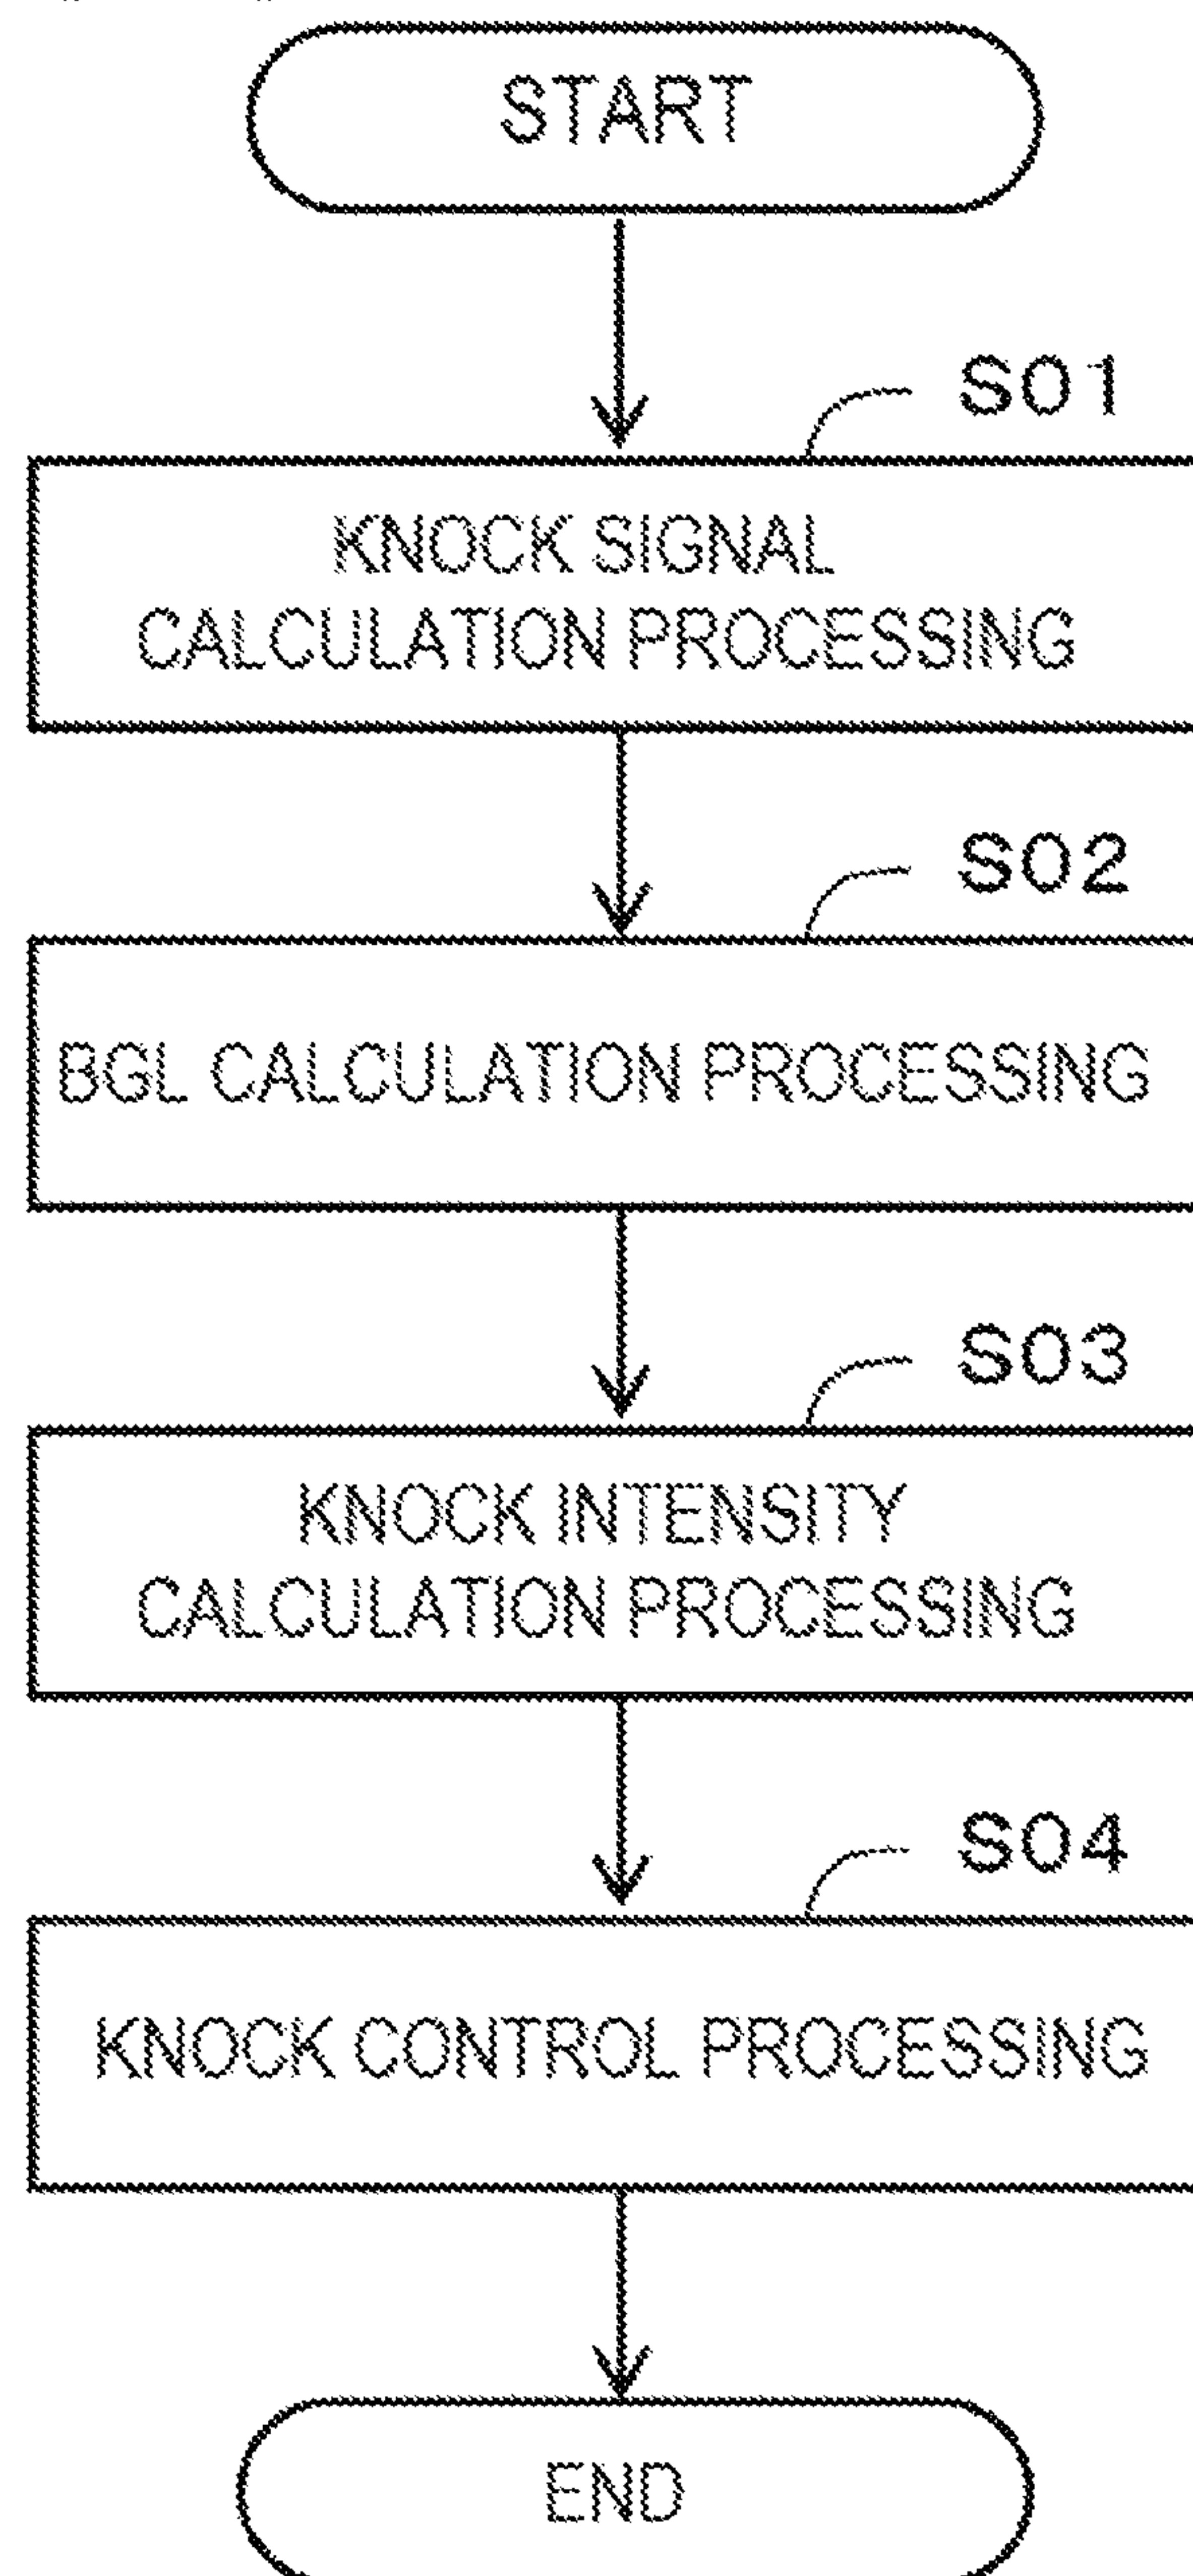 START
S01
KNOCK SIGNAL
CALCULATION PROCESSING
S02
BGL CALCULATION PROCESSING
S03
KNOCK INTENSITY
CALCULATION PROCESSING
S04
KNOCK CONTROL PROCESSING
END